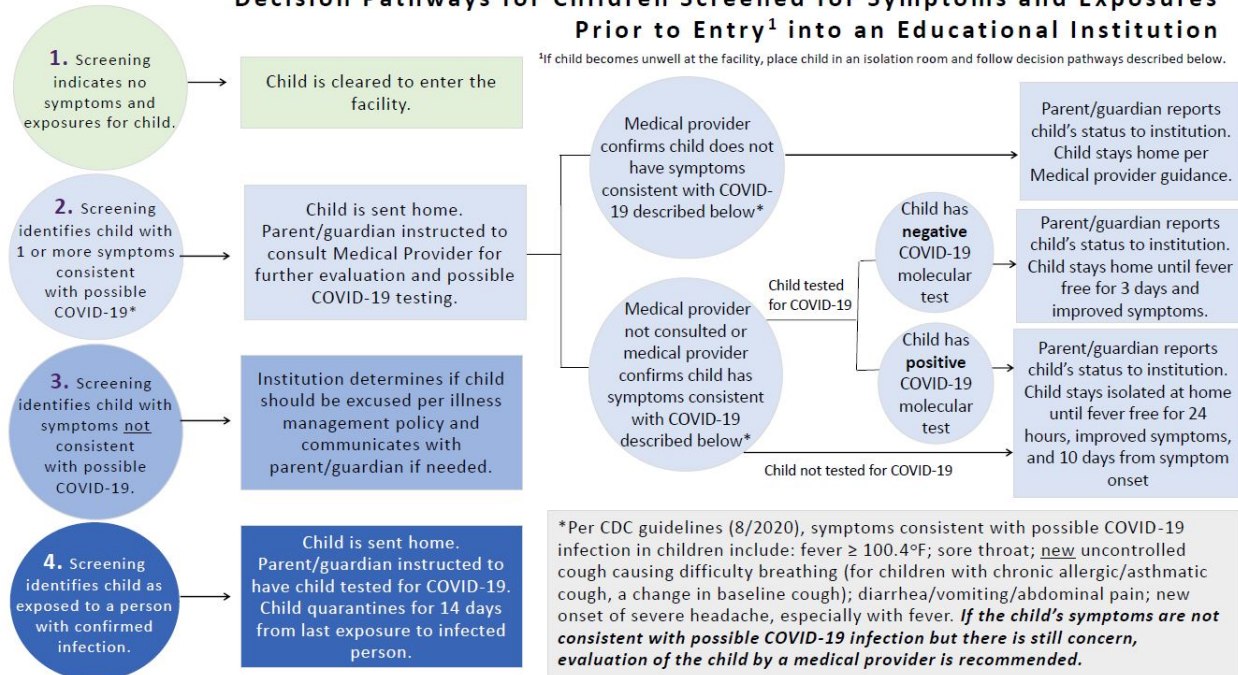 Decision Pathways for Children Screened for Symptoms and Exposures
Prior to Entry¹ into an Educational Institution
¹If child becomes unwell at the facility, place child in an isolation room and follow decision pathways described below.
1. Screening
indicates no
symptoms and
exposures for child.
Child is cleared to enter the
facility.
2. Screening
identifies child with
1 or more symptoms
consistent
with possible
COVID-19*
Child is sent home.
Parent/guardian instructed to
consult Medical Provider for
further evaluation and possible
COVID-19 testing.
Medical provider
confirms child does not
have symptoms
consistent with COVID-
19 described below*
Parent/guardian reports
child's status to institution.
Child stays home per
Medical provider guidance.
Medical provider
not consulted or
medical provider
confirms child has
symptoms consistent
with COVID-19
described below*
Child tested
for COVID-19
Child has
negative
COVID-19
molecular
test
Parent/guardian reports
child's status to institution.
Child stays home until fever
free for 3 days and
improved symptoms.
Child has
positive
COVID-19
molecular
test
Parent/guardian reports
child's status to institution.
Child stays isolated at home
until fever free for 24
hours, improved symptoms,
and 10 days from symptom
onset
Child not tested for COVID-19
3. Screening
identifies child with
symptoms not
consistent
with possible
COVID-19.
Institution determines if child
should be excused per illness
management policy and
communicates with
parent/guardian if needed.
4. Screening
identifies child as
exposed to a person
with confirmed
infection.
Child is sent home.
Parent/guardian instructed to
have child tested for COVID-19.
Child quarantines for 14 days
from last exposure to infected
person.
*Per CDC guidelines (8/2020), symptoms consistent with possible COVID-19
infection in children include: fever ≥ 100.4°F; sore throat; new uncontrolled
cough causing difficulty breathing (for children with chronic allergic/asthmatic
cough, a change in baseline cough); diarrhea/vomiting/abdominal pain; new
onset of severe headache, especially with fever. If the child's symptoms are not
consistent with possible COVID-19 infection but there is still concern,
evaluation of the child by a medical provider is recommended.